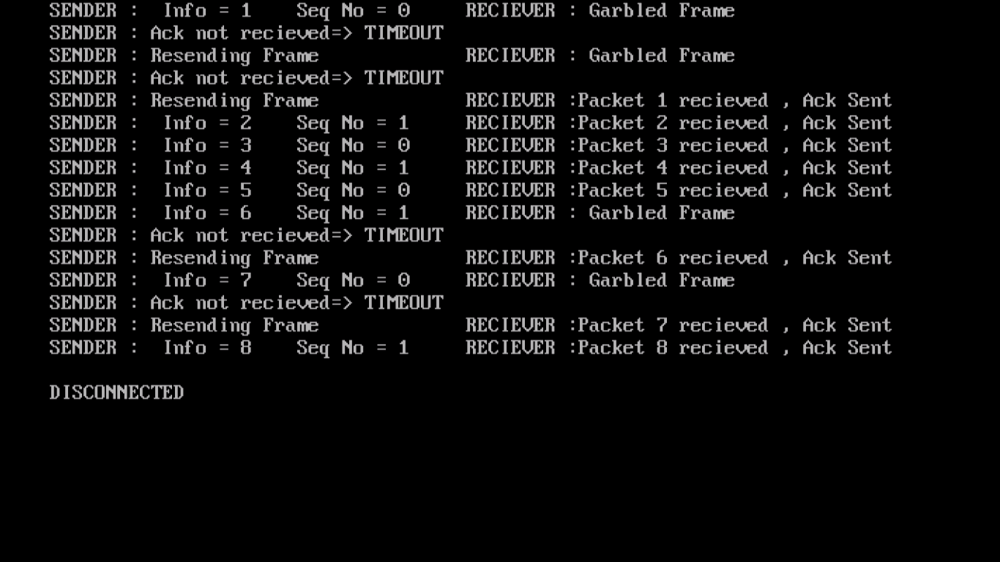 SENDER : Info = 1 Seq No = 0 RECIEVER : Garbled Frame
SENDER : Ack not recieved=> TIMEOUT
SENDER : Resending Frame RECIEVER : Garbled Frame
SENDER : Ack not recieved=> TIMEOUT
SENDER : Resending Frame RECIEVER :Packet 1 recieved , Ack Sent
SENDER : Info = 2 Seq No = 1 RECIEVER :Packet 2 recieved , Ack Sent
SENDER : Info = 3 Seq No = 0 RECIEVER :Packet 3 recieved , Ack Sent
SENDER : Info = 4 Seq No = 1 RECIEVER :Packet 4 recieved , Ack Sent
SENDER : Info = 5 Seq No = 0 RECIEVER :Packet 5 recieved , Ack Sent
SENDER : Info = 6 Seq No = 1 RECIEVER : Garbled Frame
SENDER : Ack not recieved=> TIMEOUT
SENDER : Resending Frame RECIEVER :Packet 6 recieved , Ack Sent
SENDER : Info = 7 Seq No = 0 RECIEVER : Garbled Frame
SENDER : Ack not recieved=> TIMEOUT
SENDER : Resending Frame RECIEVER :Packet 7 recieved , Ack Sent
SENDER : Info = 8 Seq No = 1 RECIEVER :Packet 8 recieved , Ack Sent
DISCONNECTED